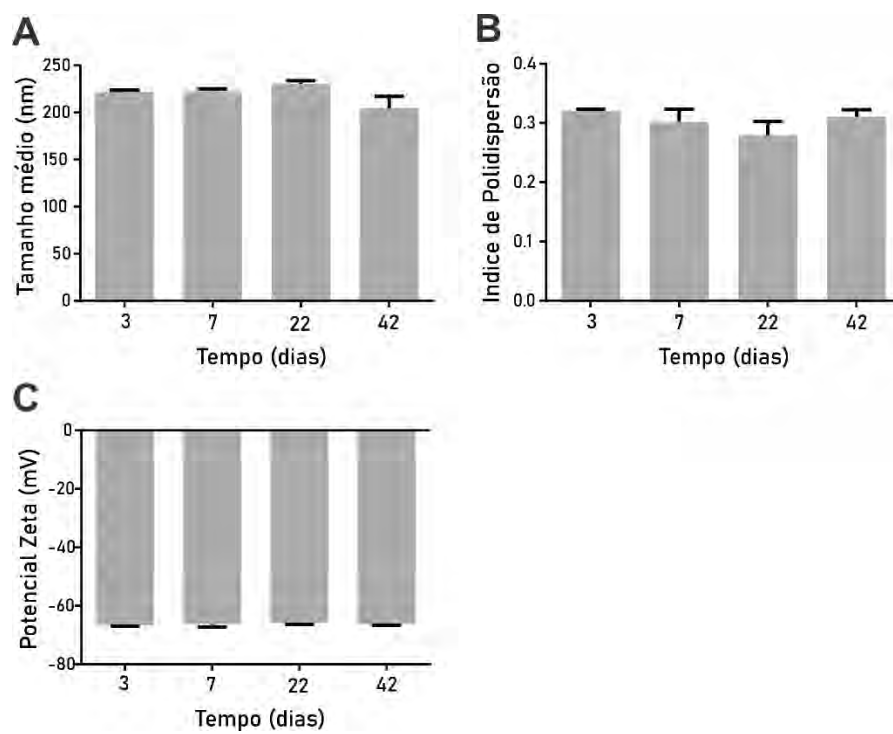 A
Tamanho médio (nm)
250
200
150
100
50
0
3 7 22 42
Tempo (dias)
B
Indice de Polidispersão
0.4
0.3
0.2
0.1
0.0
3 7 22 42
Tempo (dias)
C
Potencial Zeta (mV)
0
-20
-40
-60
-80
3 7 22 42
Tempo (dias)